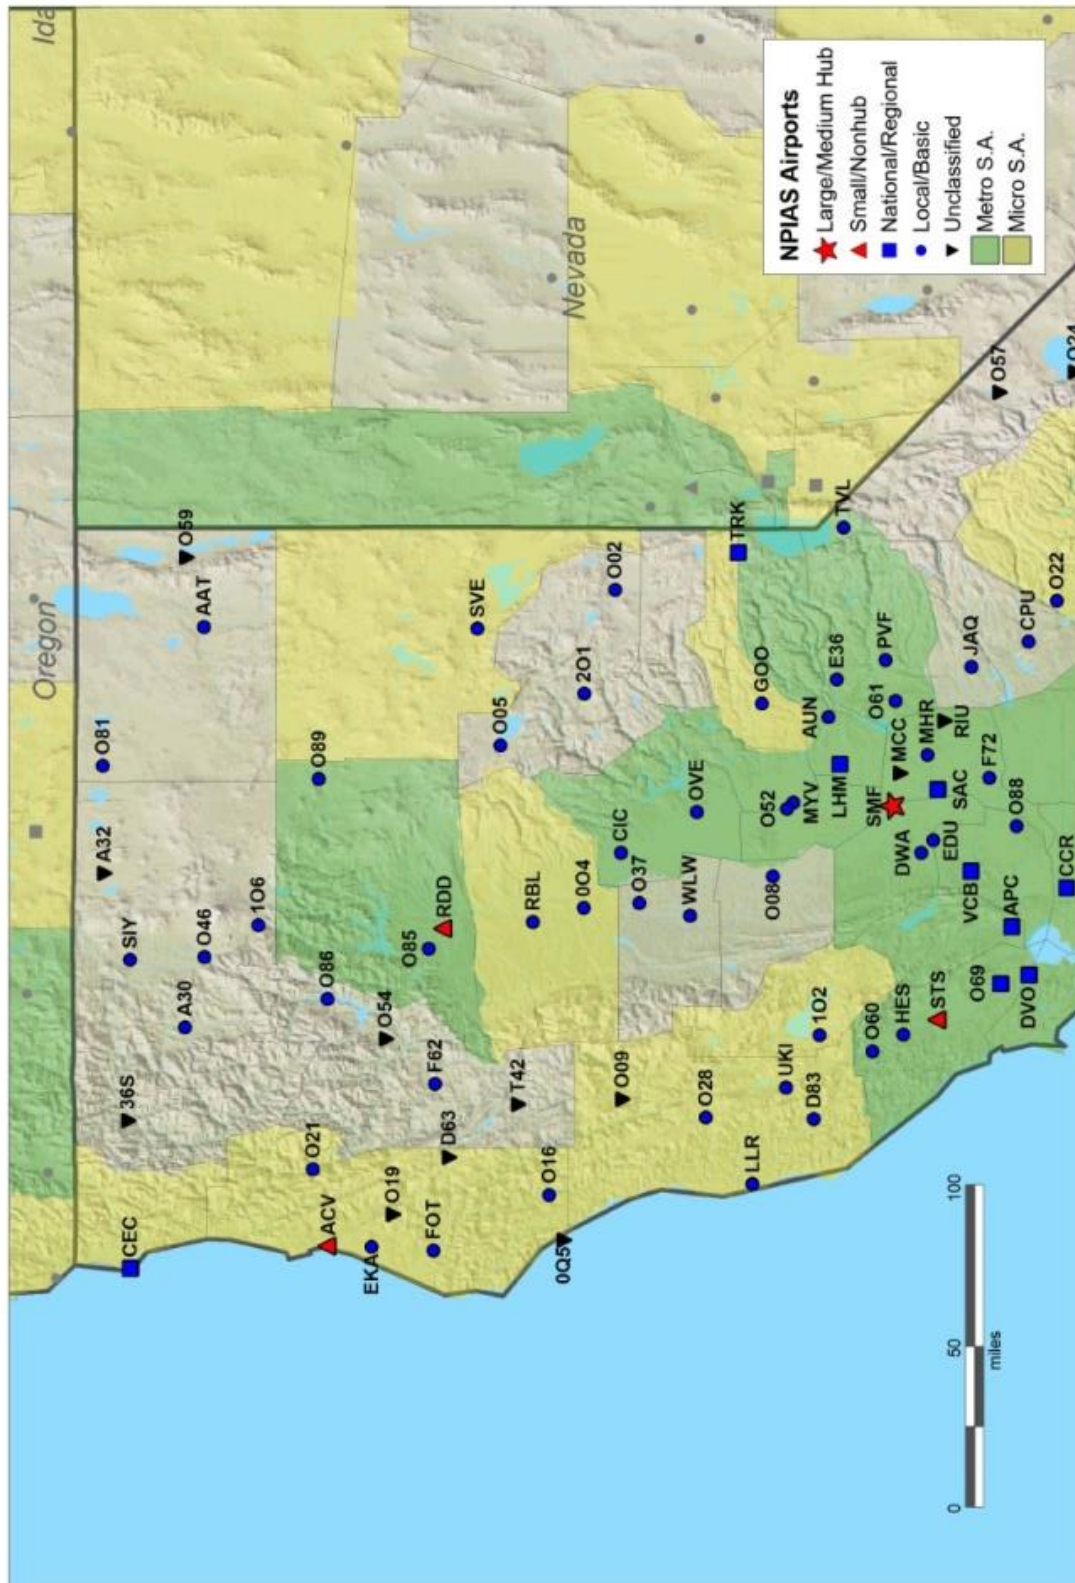 Oregon
Ida
Nevada
NPIAS Airports
Large/Medium Hub
Small/Nonhub
National/Regional
Local/Basic
Unclassified
Metro S.A.
Micro S.A.
CEC
36S
SIY
A32
O81
A30
O46
AAT
O59
1O6
ACV
O21
O86
O89
EKA
O19
O54
FOT
D63
F62
O85
RDD
SVE
T42
O05
0Q5
O16
RBL
0O4
2O1
O02
O09
O37
CIC
WLW
OVE
O28
LLR
UKI
O08
O52
MYV
GOO
TRK
D83
1O2
LHM
AUN
E36
TVL
O60
HES
STS
SMF
MCC
O61
PVF
DWA
EDU
SAC
MHR
RIU
VCB
JAQ
O69
APC
F72
O57
DVO
O88
CPU
CCR
O22
O24
0
50
100
miles